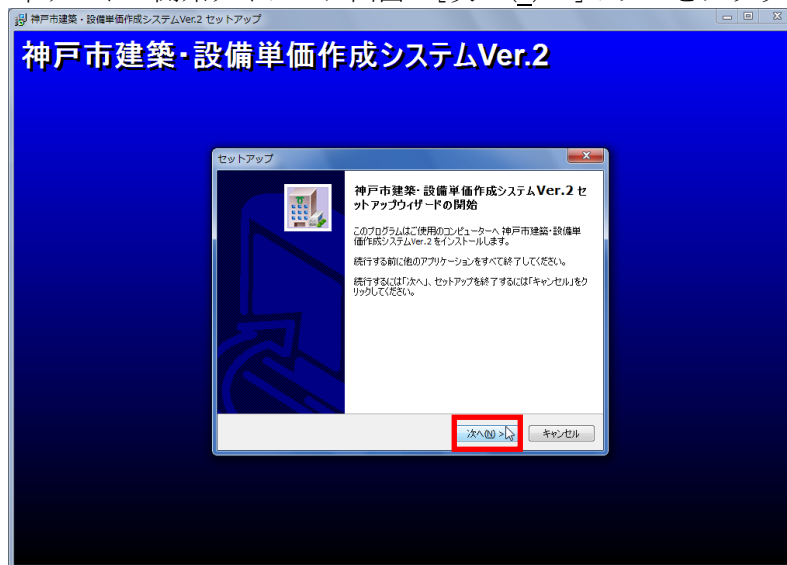 神戸市建築・設備単価作成システムVer.2 セットアップ
神戸市建築・設備単価作成システムVer.2
セットアップ
神戸市建築・設備単価作成システムVer.2 セ
ットアップウィザードの開始
このプログラムはご使用のコンピューターへ 神戸市建築・設備単
価作成システムVer.2 をインストールします。
続行する前に他のアプリケーションをすべて終了してください。
続行するには「次へ」、セットアップを終了するには「キャンセル」をク
リックしてください。
次へ(N) >
キャンセル